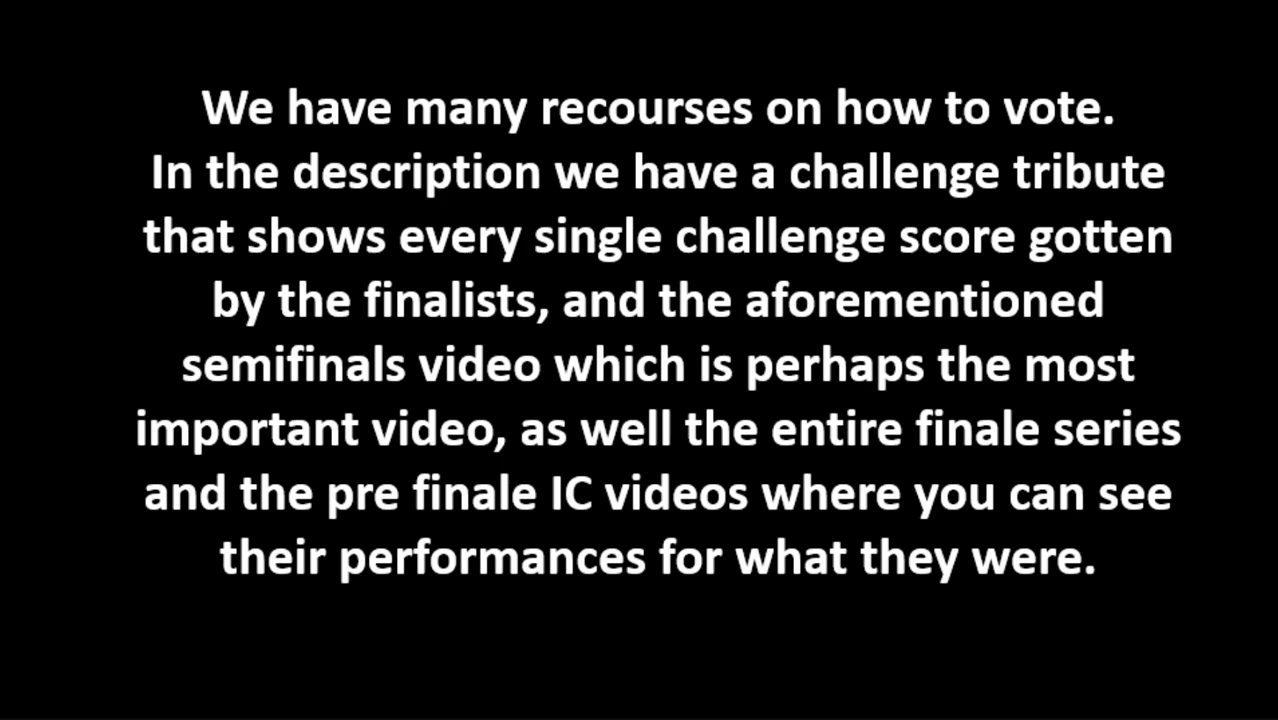 We have many recourses on how to vote.
In the description we have a challenge tribute
that shows every single challenge score gotten
by the finalists, and the aforementioned
semifinals video which is perhaps the most
important video, as well the entire finale series
and the pre finale IC videos where you can see
their performances for what they were.